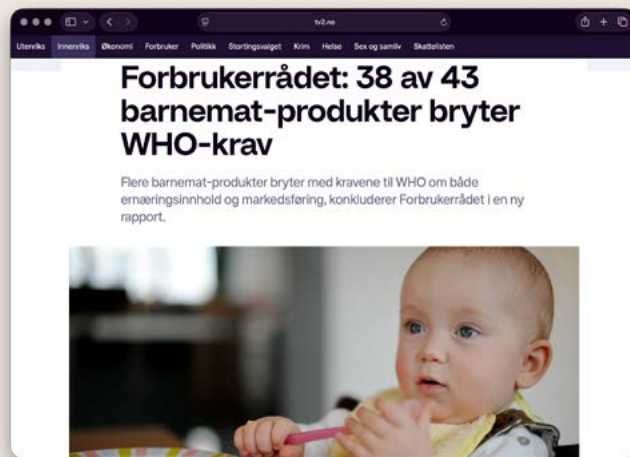 tv2.no
Utenriks Innenriks Økonomi Forbruker Politikk Stortingsvalget Krim Helse Sex og samliv Skattelisten
Forbrukerrådet: 38 av 43
barnemat-produkter bryter
WHO-krav
Flere barnemat-produkter bryter med kravene til WHO om både
ernæringsinnhold og markedsføring, konkluderer Forbrukerrådet i en ny
rapport.